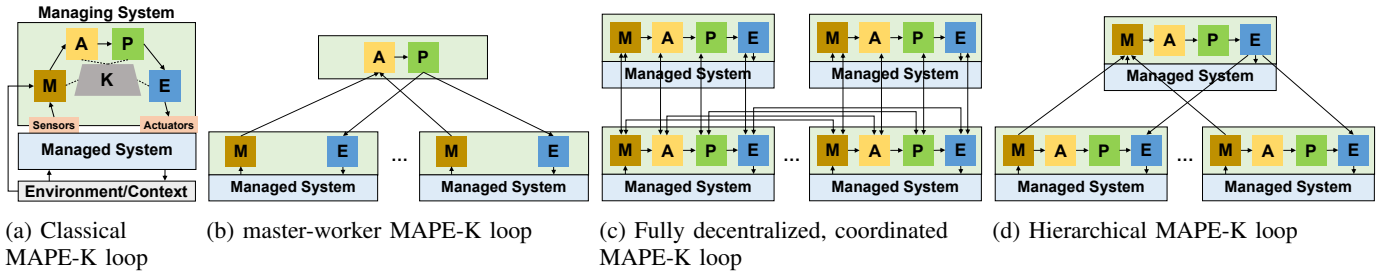 Managing System
A
P
K
M
E
Sensors
Actuators
Managed System
Environment/Context
(a) Classical
MAPE-K loop
A
P
M
E
Managed System
...
M
E
Managed System
(b) master-worker MAPE-K loop
M
A
P
E
Managed System
M
A
P
E
Managed System
M
A
P
E
Managed System
...
M
A
P
E
Managed System
(c) Fully decentralized, coordinated
MAPE-K loop
M
A
P
E
Managed System
M
A
P
E
Managed System
...
M
A
P
E
Managed System
(d) Hierarchical MAPE-K loop